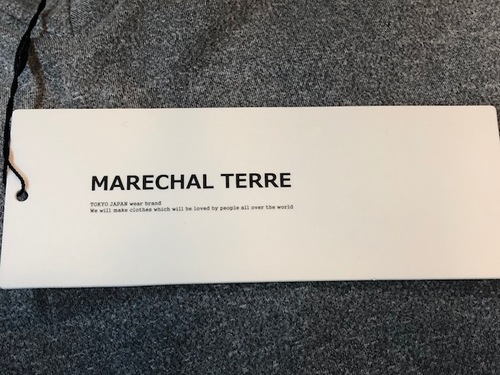 MARECHAL TERRE
TOKYO JAPAN wear brand
We will make clothes which will be loved by people all over the world